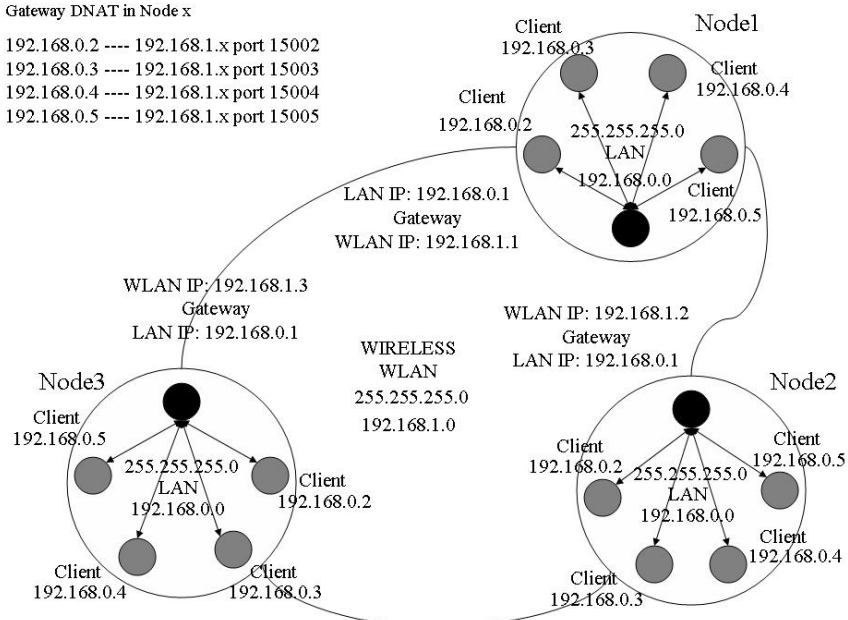 Gateway DNAT in Node x
192.168.0.2 ---- 192.168.1.x port 15002
192.168.0.3 ---- 192.168.1.x port 15003
192.168.0.4 ---- 192.168.1.x port 15004
192.168.0.5 ---- 192.168.1.x port 15005
Node1
Client
192.168.0.3
Client
192.168.0.4
Client
192.168.0.2
255.255.255.0
LAN
192.168.0.0
Client
192.168.0.5
LAN IP: 192.168.0.1
Gateway
WLAN IP: 192.168.1.1
WLAN IP: 192.168.1.3
Gateway
LAN IP: 192.168.0.1
WLAN IP: 192.168.1.2
Gateway
LAN IP: 192.168.0.1
WIRELESS
WLAN
255.255.255.0
192.168.1.0
Node3
Client
192.168.0.5
255.255.255.0
LAN
192.168.0.0
Client
192.168.0.2
Client
192.168.0.4
Client
192.168.0.3
Node2
Client
192.168.0.2
Client
192.168.0.5
255.255.255.0
LAN
192.168.0.0
Client
192.168.0.4
Client
192.168.0.3